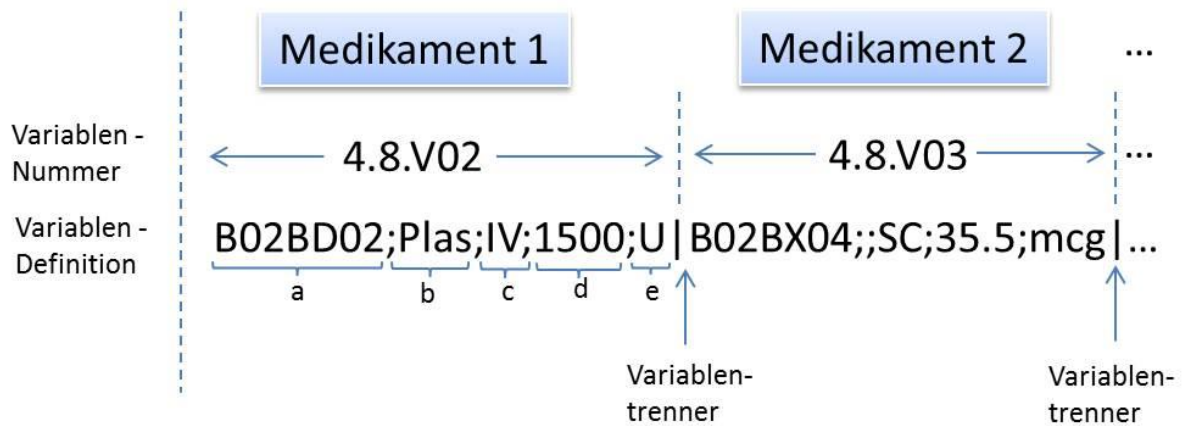 Medikament 1
Medikament 2
...
Variablen -
Nummer
4.8.V02
4.8.V03
...
Variablen -
Definition
B02BD02;Plas;IV;1500;U|B02BX04;;SC;35.5;mcg|...
a
b
c
d
e
Variablen-
trenner
Variablen-
trenner